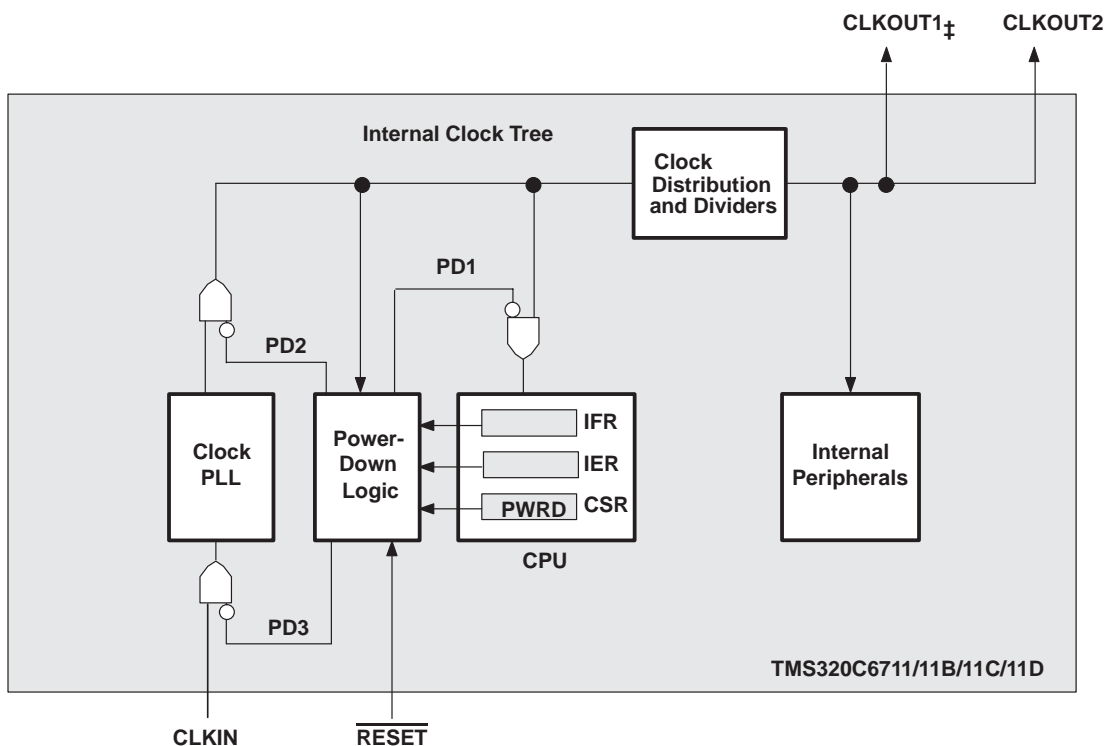 CLKOUT1‡ CLKOUT2
Internal Clock Tree
Clock
Distribution
and Dividers
PD1
PD2
Clock
PLL
Power-
Down
Logic
IFR
IER
PWRD CSR
CPU
Internal
Peripherals
PD3
TMS320C6711/11B/11C/11D
CLKIN
RESET